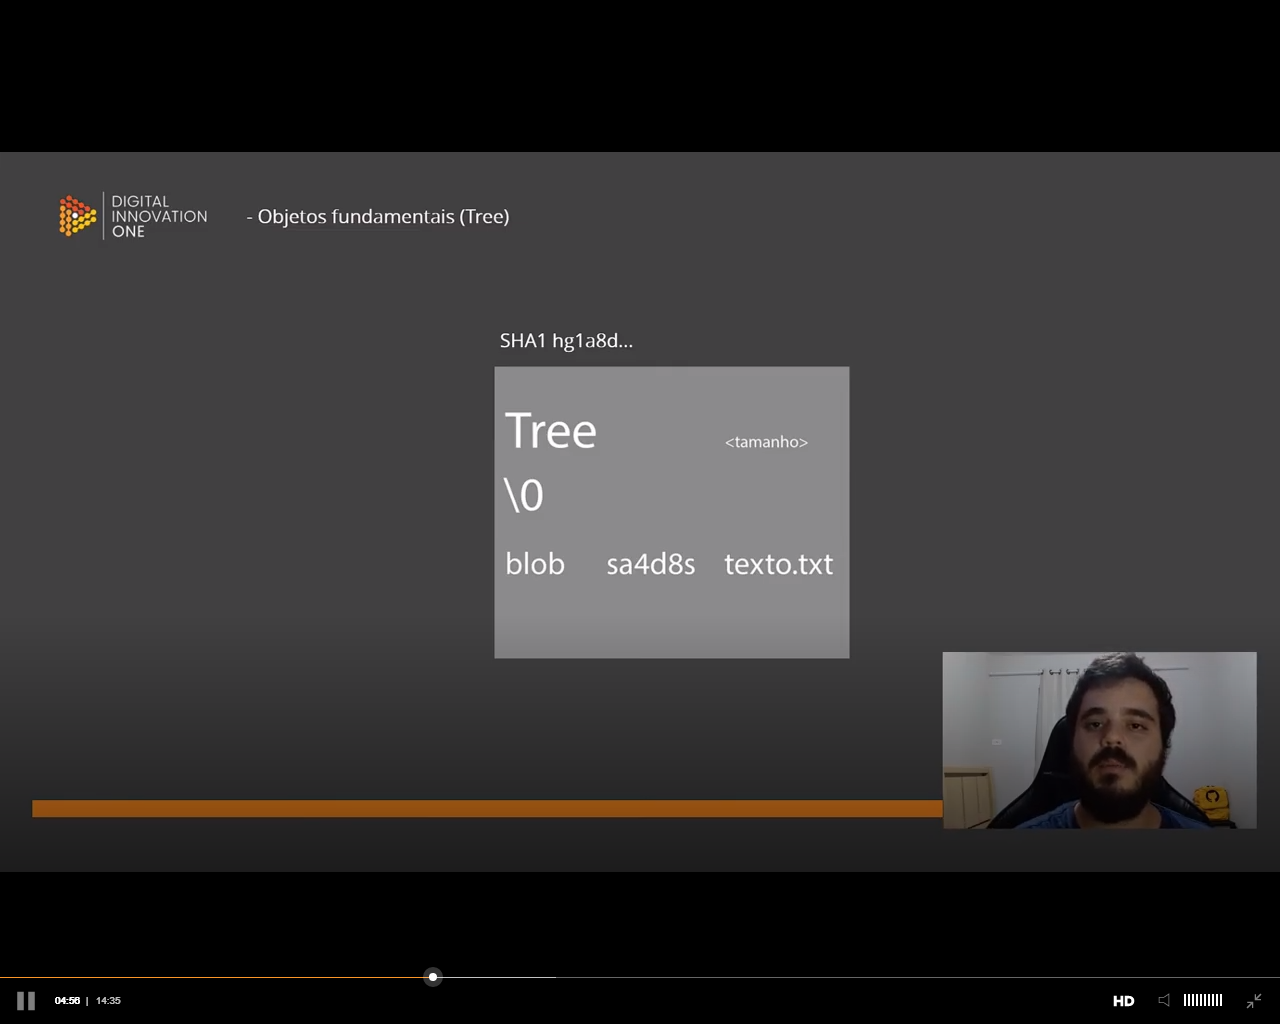 DIGITAL
INNOVATION
ONE
- Objetos fundamentais (Tree)
SHA1 hg1a8d...
Tree <tamanho>
\0
blob sa4d8s texto.txt
04:56 | 14:35
HD